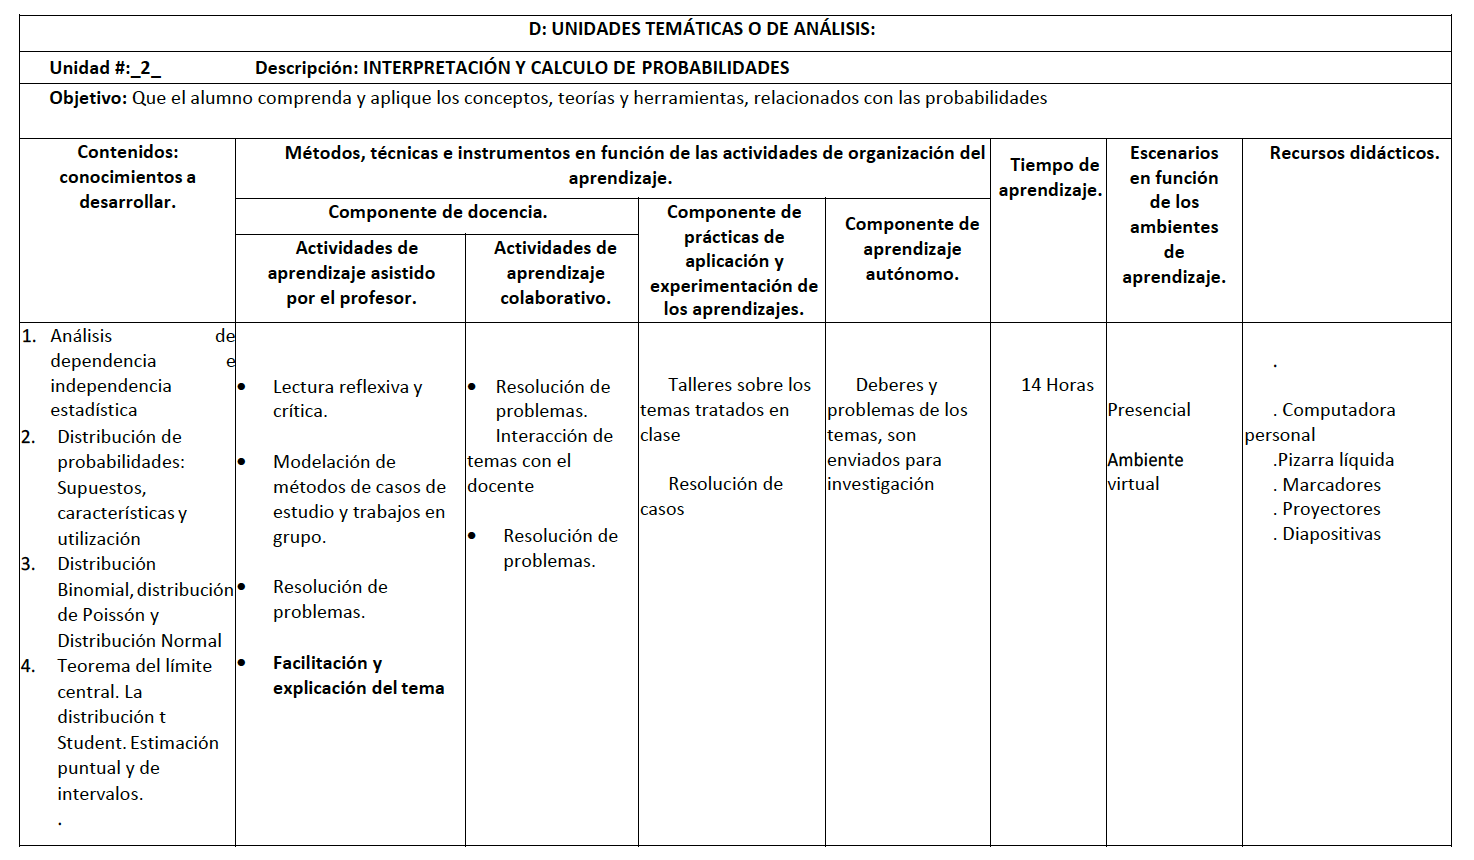 D: UNIDADES TEMÁTICAS O DE ANÁLISIS:
Unidad #:_2_ Descripción: INTERPRETACIÓN Y CALCULO DE PROBABILIDADES
Objetivo: Que el alumno comprenda y aplique los conceptos, teorías y herramientas, relacionados con las probabilidades
Contenidos:
conocimientos a
desarrollar.
Métodos, técnicas e instrumentos en función de las actividades de organización del
aprendizaje.
Componente de docencia.
Actividades de
aprendizaje asistido
por el profesor.
Actividades de
aprendizaje
colaborativo.
Componente de
prácticas de
aplicación y
experimentación de
los aprendizajes.
Componente de
aprendizaje
autónomo.
Tiempo de
aprendizaje.
Escenarios
en función
de los
ambientes
de
aprendizaje.
Recursos didácticos.
1. Análisis de
dependencia e
independencia
estadística
2. Distribución de
probabilidades:
Supuestos,
características y
utilización
3. Distribución
Binomial, distribución
de Poissón y
Distribución Normal
4. Teorema del límite
central. La
distribución t
Student. Estimación
puntual y de
intervalos.
.
• Lectura reflexiva y
crítica.
• Modelación de
métodos de casos de
estudio y trabajos en
grupo.
• Resolución de
problemas.
• Facilitación y
explicación del tema
• Resolución de
problemas.
Interacción de
temas con el
docente
• Resolución de
problemas.
Talleres sobre los
temas tratados en
clase
Resolución de
casos
Deberes y
problemas de los
temas, son
enviados para
investigación
14 Horas
Presencial
Ambiente
virtual
.
. Computadora
personal
.Pizarra líquida
. Marcadores
. Proyectores
. Diapositivas